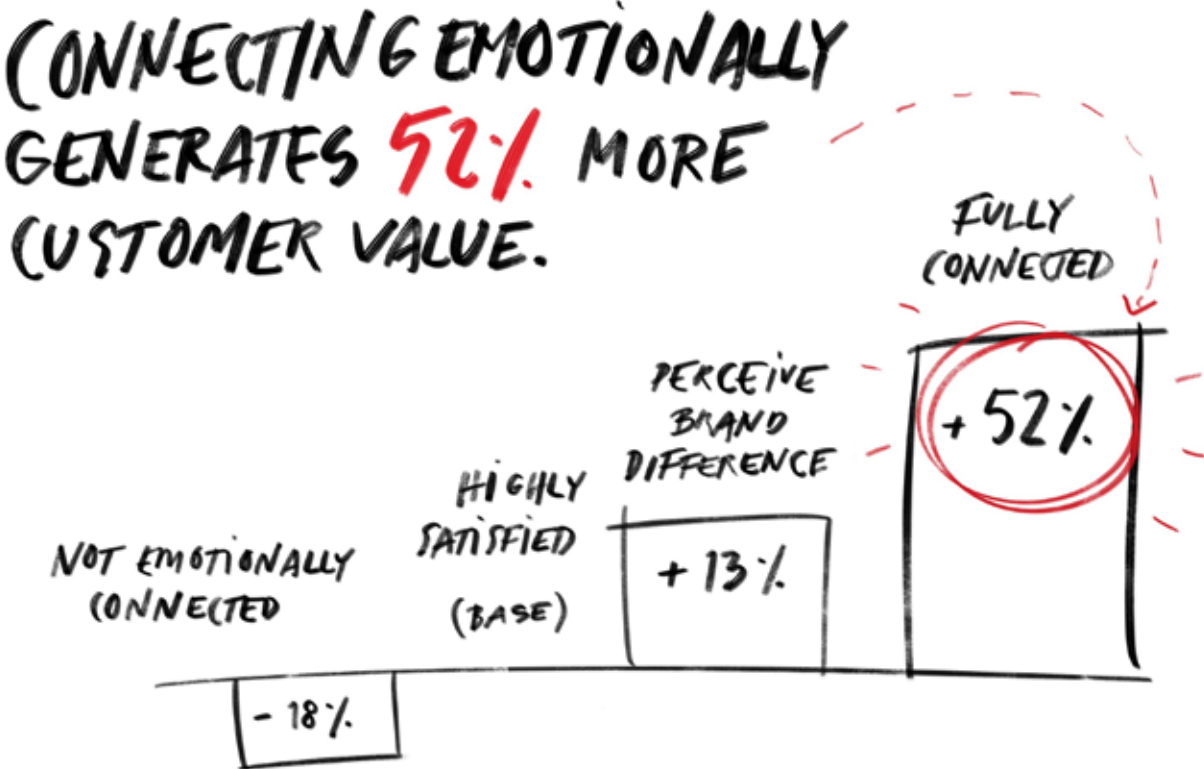 CONNECTING EMOTIONALLY
GENERATES 52% MORE
CUSTOMER VALUE.
NOT EMOTIONALLY
CONNECTED
- 18%
HIGHLY
SATISFIED
(BASE)
PERCEIVE
BRAND
DIFFERENCE
+ 13%
FULLY
CONNECTED
+ 52%